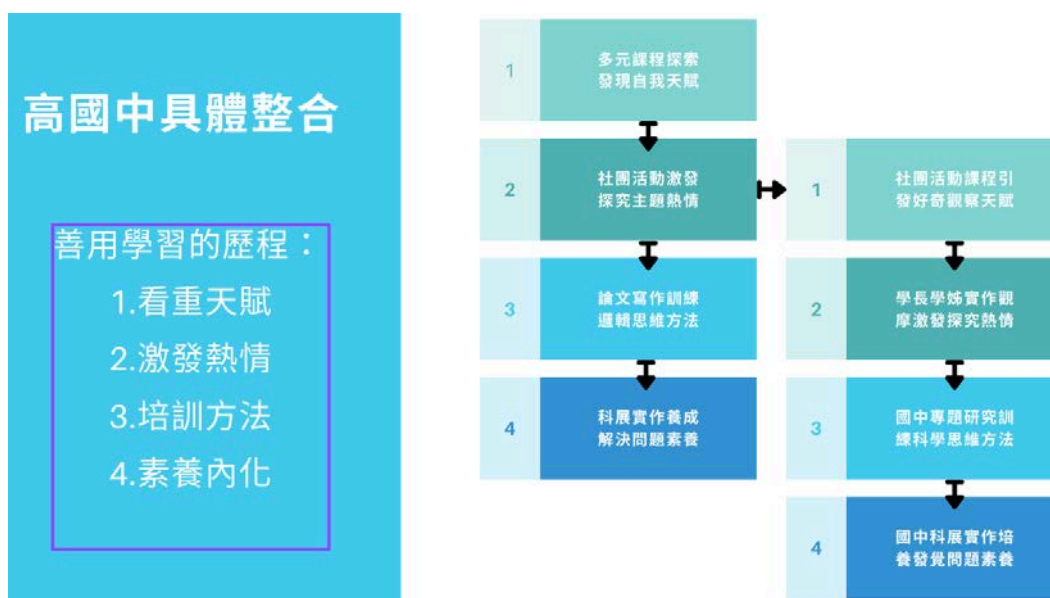 高國中具體整合
善用學習的歷程：
1.看重天賦
2.激發熱情
3.培訓方法
4.素養內化
1
多元課程探索
發現自我天賦
2
社團活動激發
探究主題熱情
3
論文寫作訓練
邏輯思維方法
4
科展實作養成
解決問題素養
1
社團活動課程引
發好奇觀察天賦
2
學長學姊實作觀
摩激發探究熱情
3
國中專題研究訓
練科學思維方法
4
國中科展實作培
養發覺問題素養